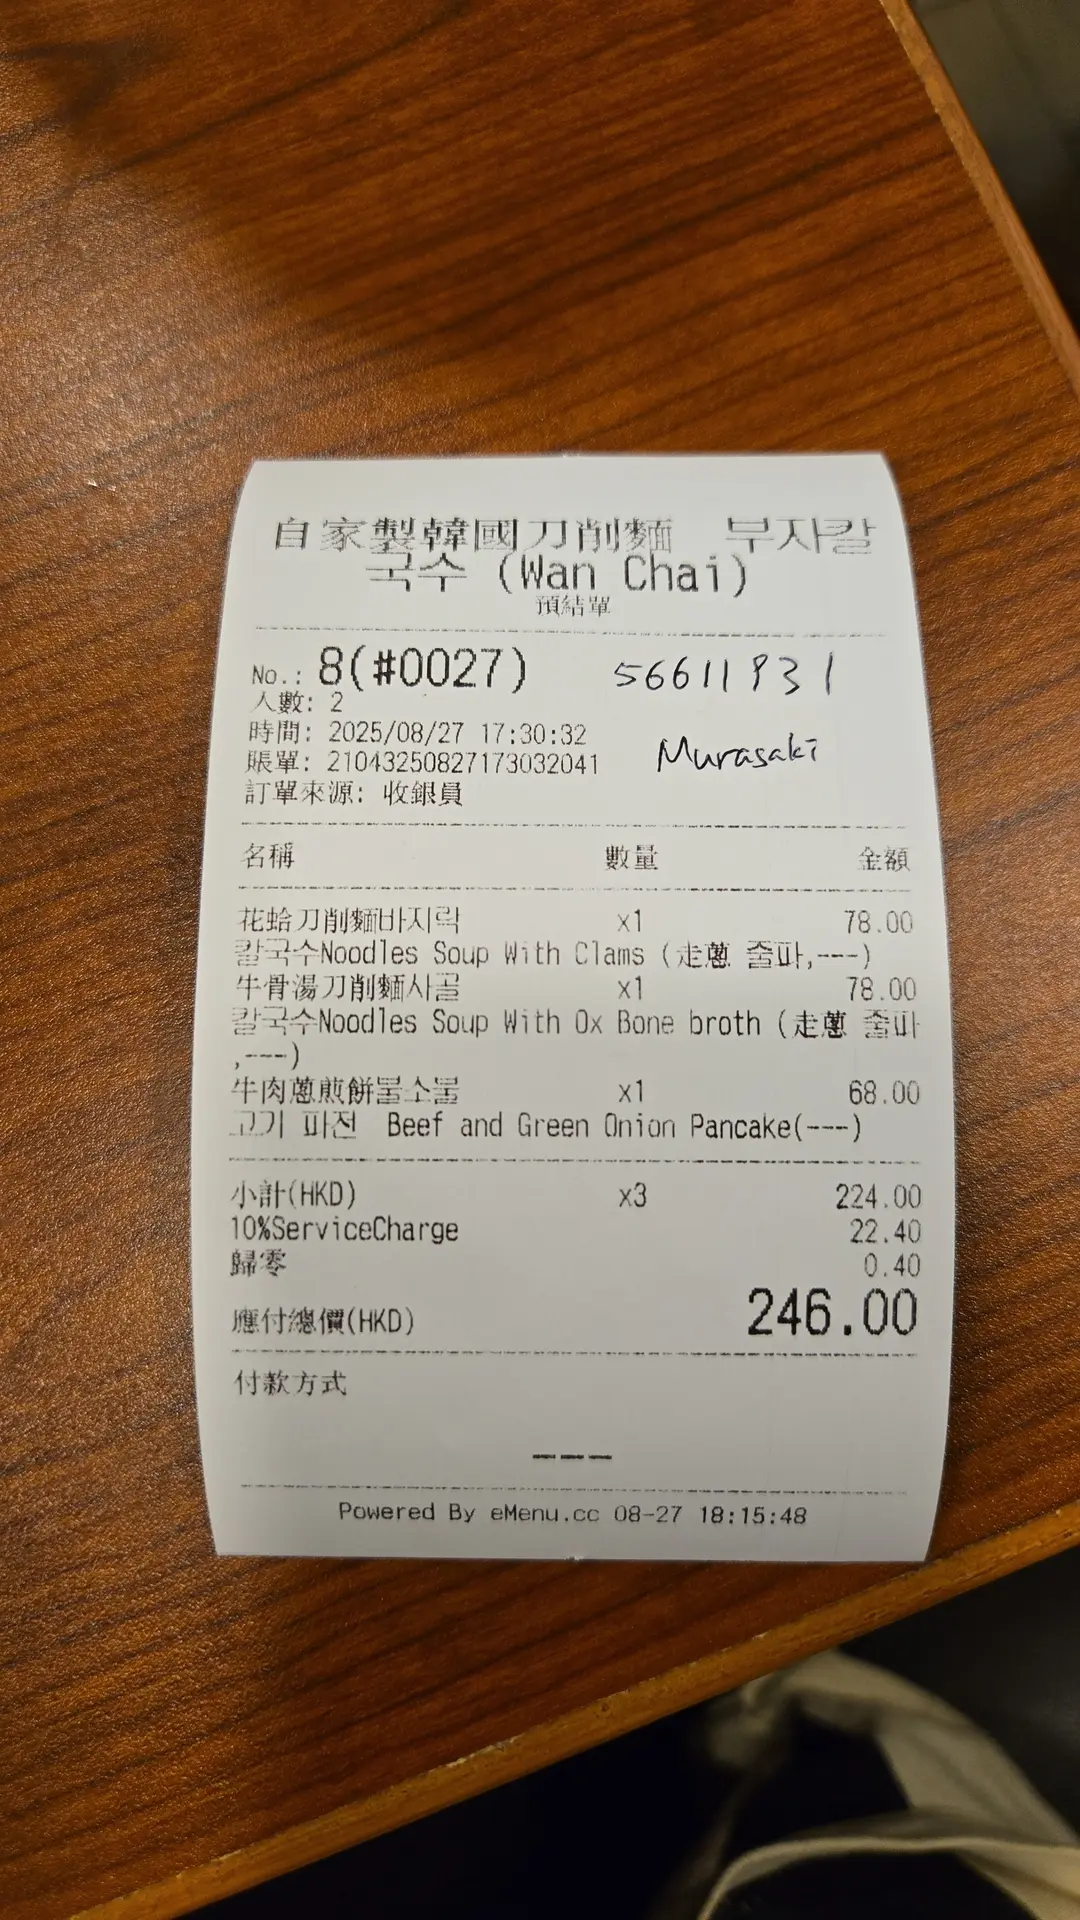 自家製韓國刀削麵 부자칼
국수 (Wan Chai)
預結單
No.: 8(#0027) 56611931
人數: 2
時間: 2025/08/27 17:30:32
賬單: 21043250827173032041
Murasaki
訂單來源: 收銀員
名稱 數量 金額
花蛤刀削麵바지락 x1 78.00
칼국수Noodles Soup With Clams (走蔥 줄파,---)
牛骨湯刀削麵사골 x1 78.00
칼국수Noodles Soup With Ox Bone broth (走蔥 줄파
,---)
牛肉蔥煎餅불소불 x1 68.00
고기 파전 Beef and Green Onion Pancake(---)
小計(HKD) x3 224.00
10%ServiceCharge 22.40
歸零 0.40
應付總價(HKD) 246.00
付款方式
---
Powered By eMenu.cc 08-27 18:15:48